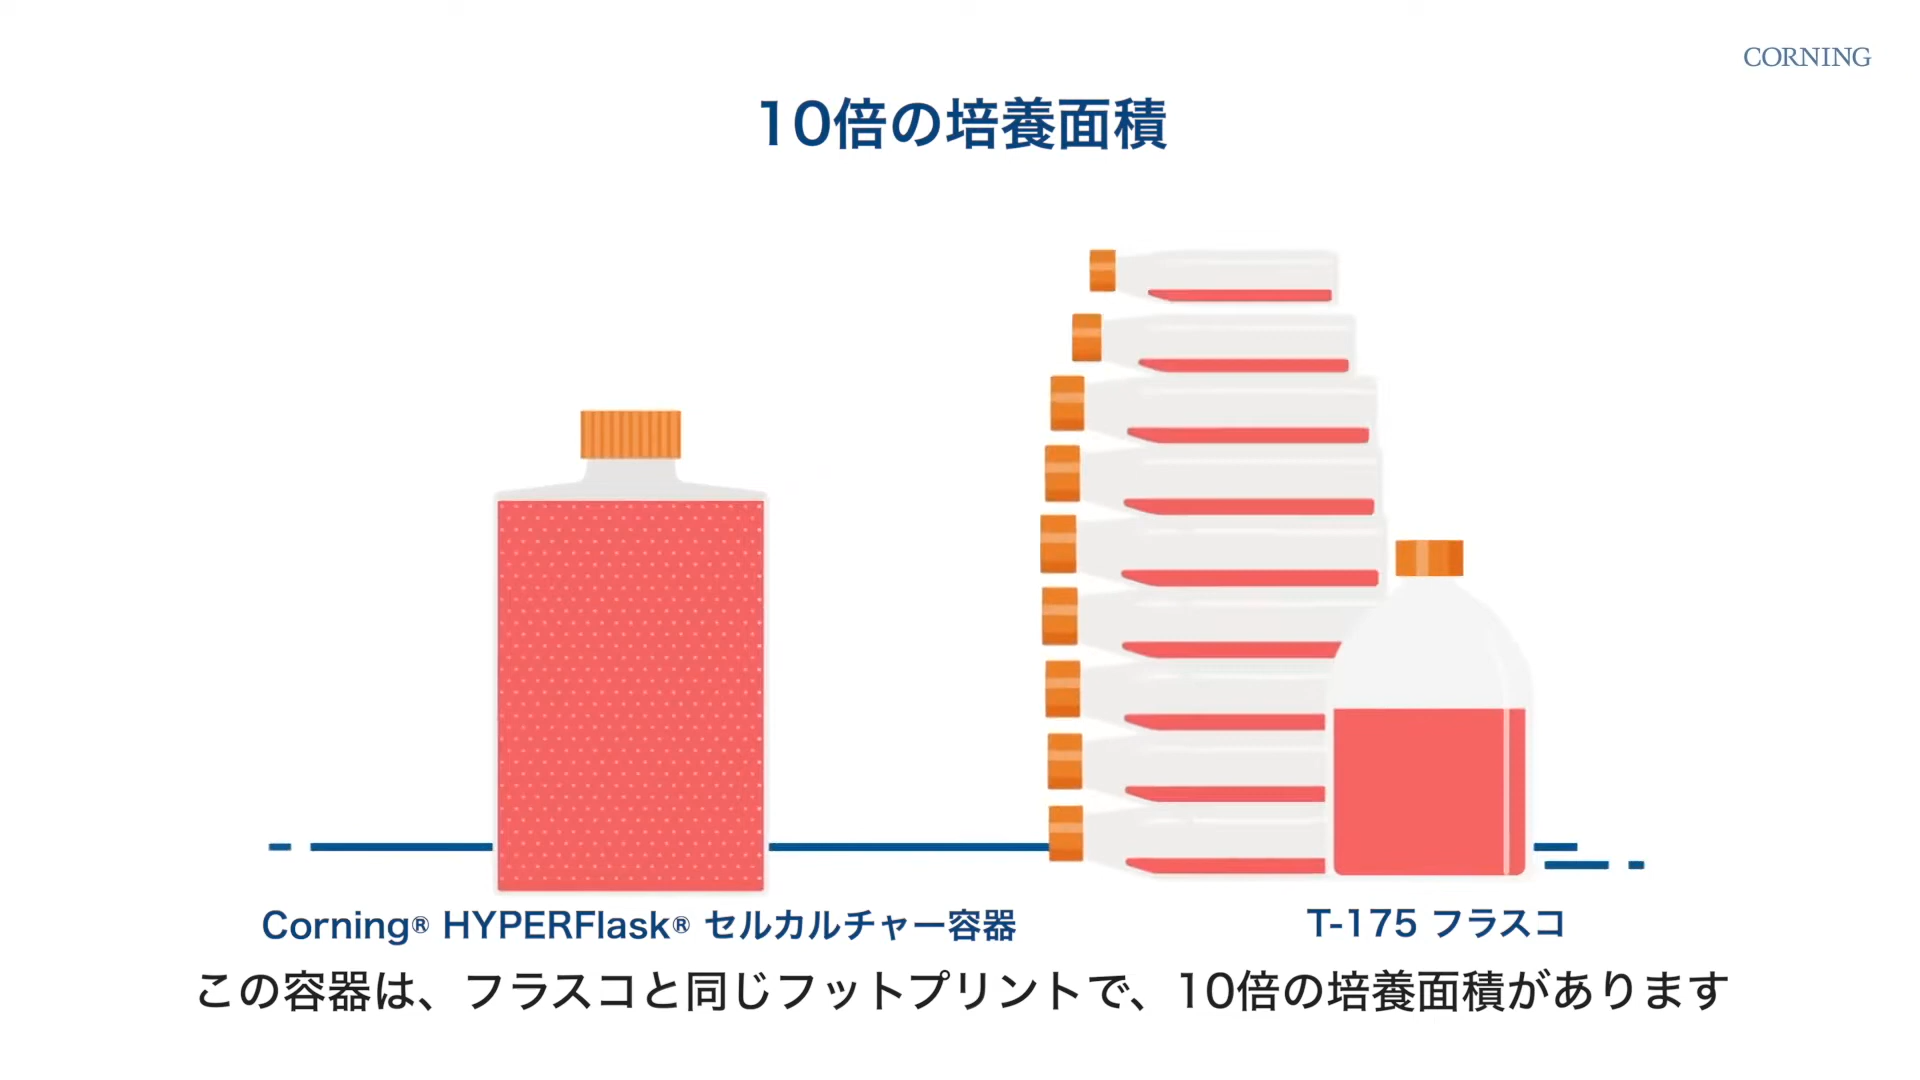 CORNING
10倍の培養面積
Corning® HYPERFlask® セルカルチャー容器
T-175 フラスコ
この容器は、フラスコと同じフットプリントで、10倍の培養面積があります